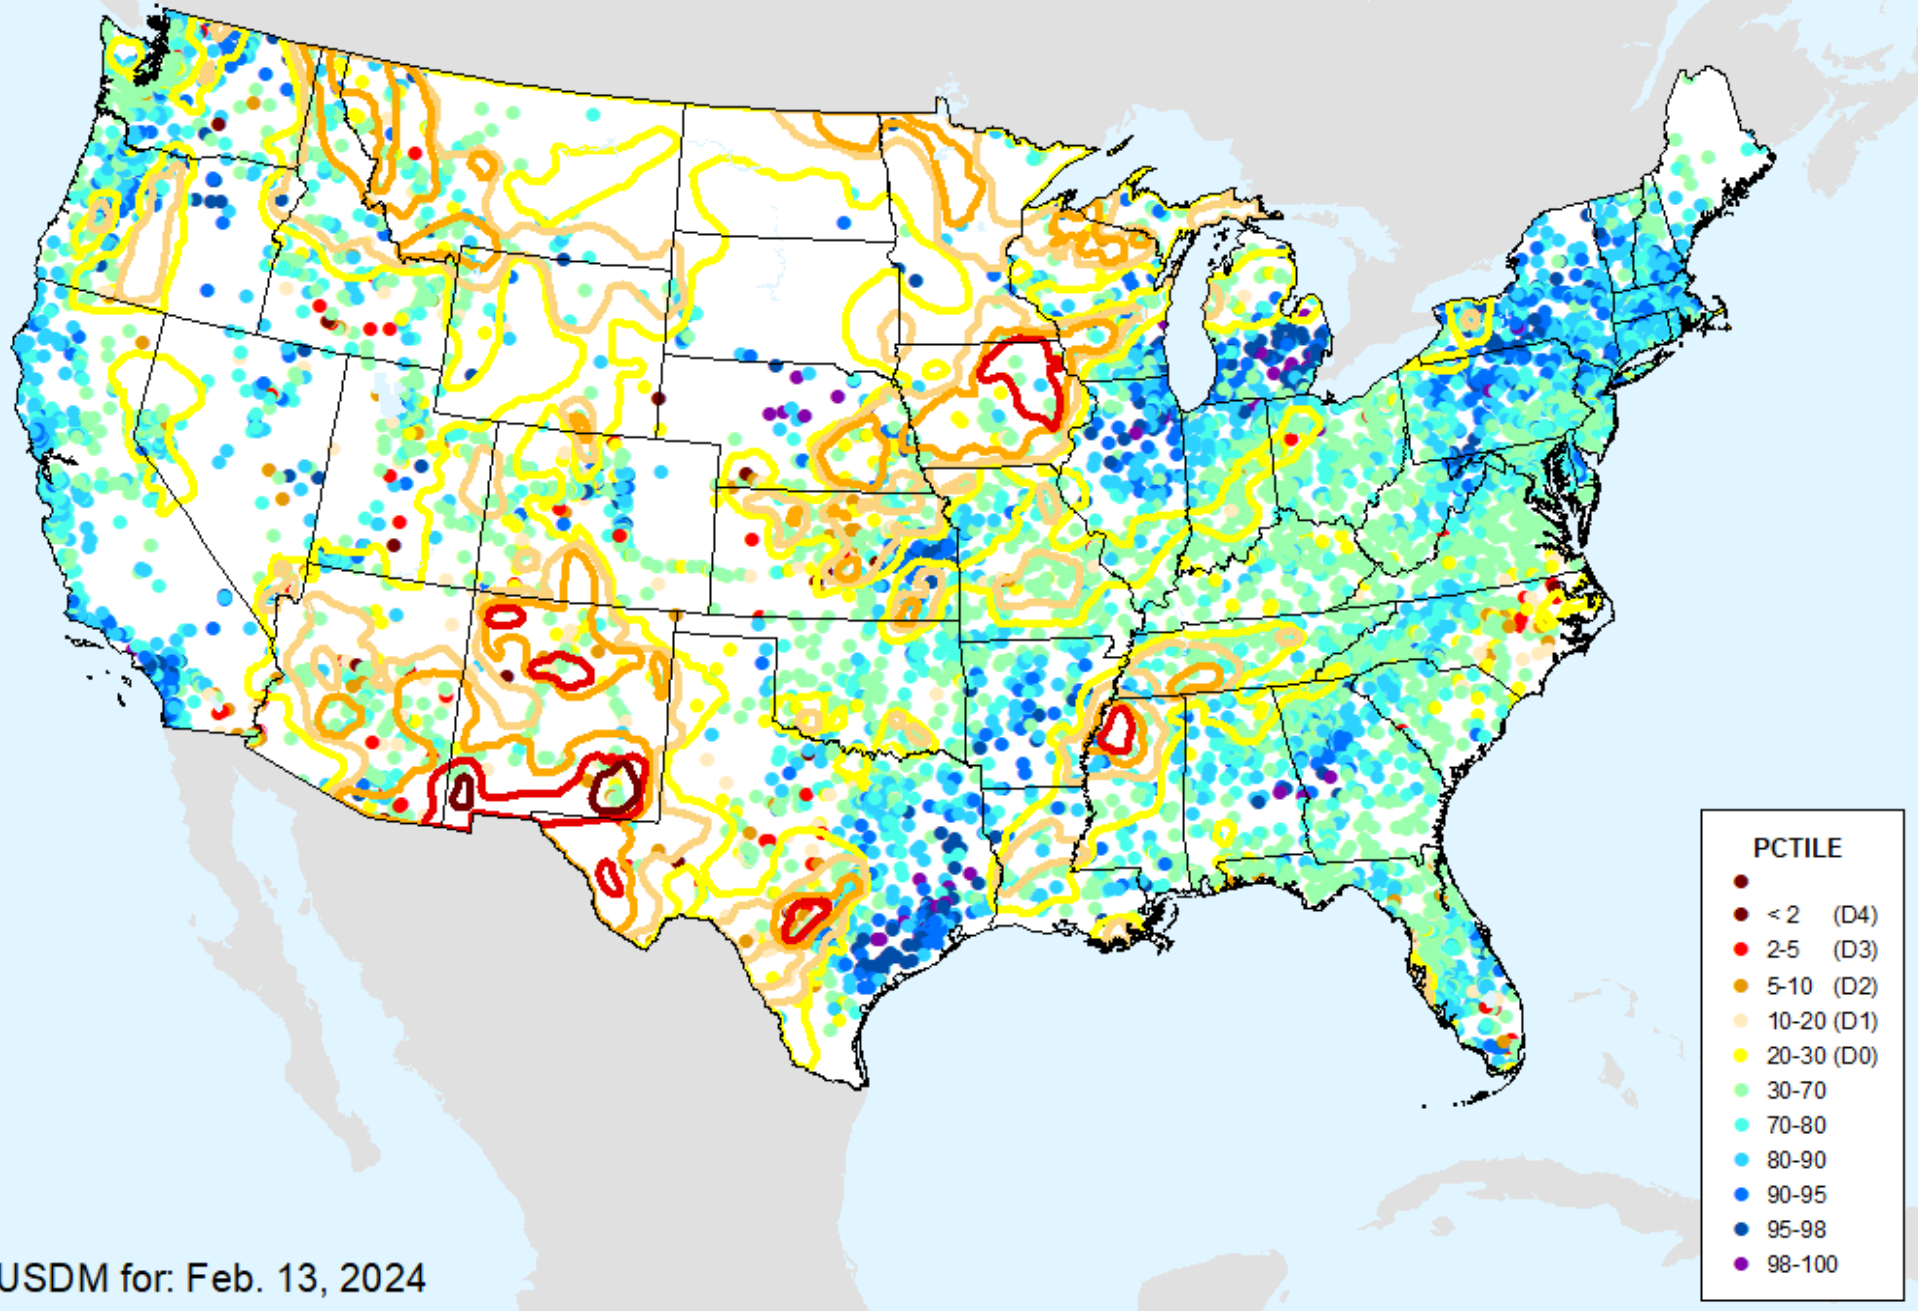 PCTILE
< 2 (D4)
2-5 (D3)
5-10 (D2)
10-20 (D1)
20-30 (D0)
30-70
70-80
80-90
90-95
95-98
98-100
USDM for: Feb. 13, 2024